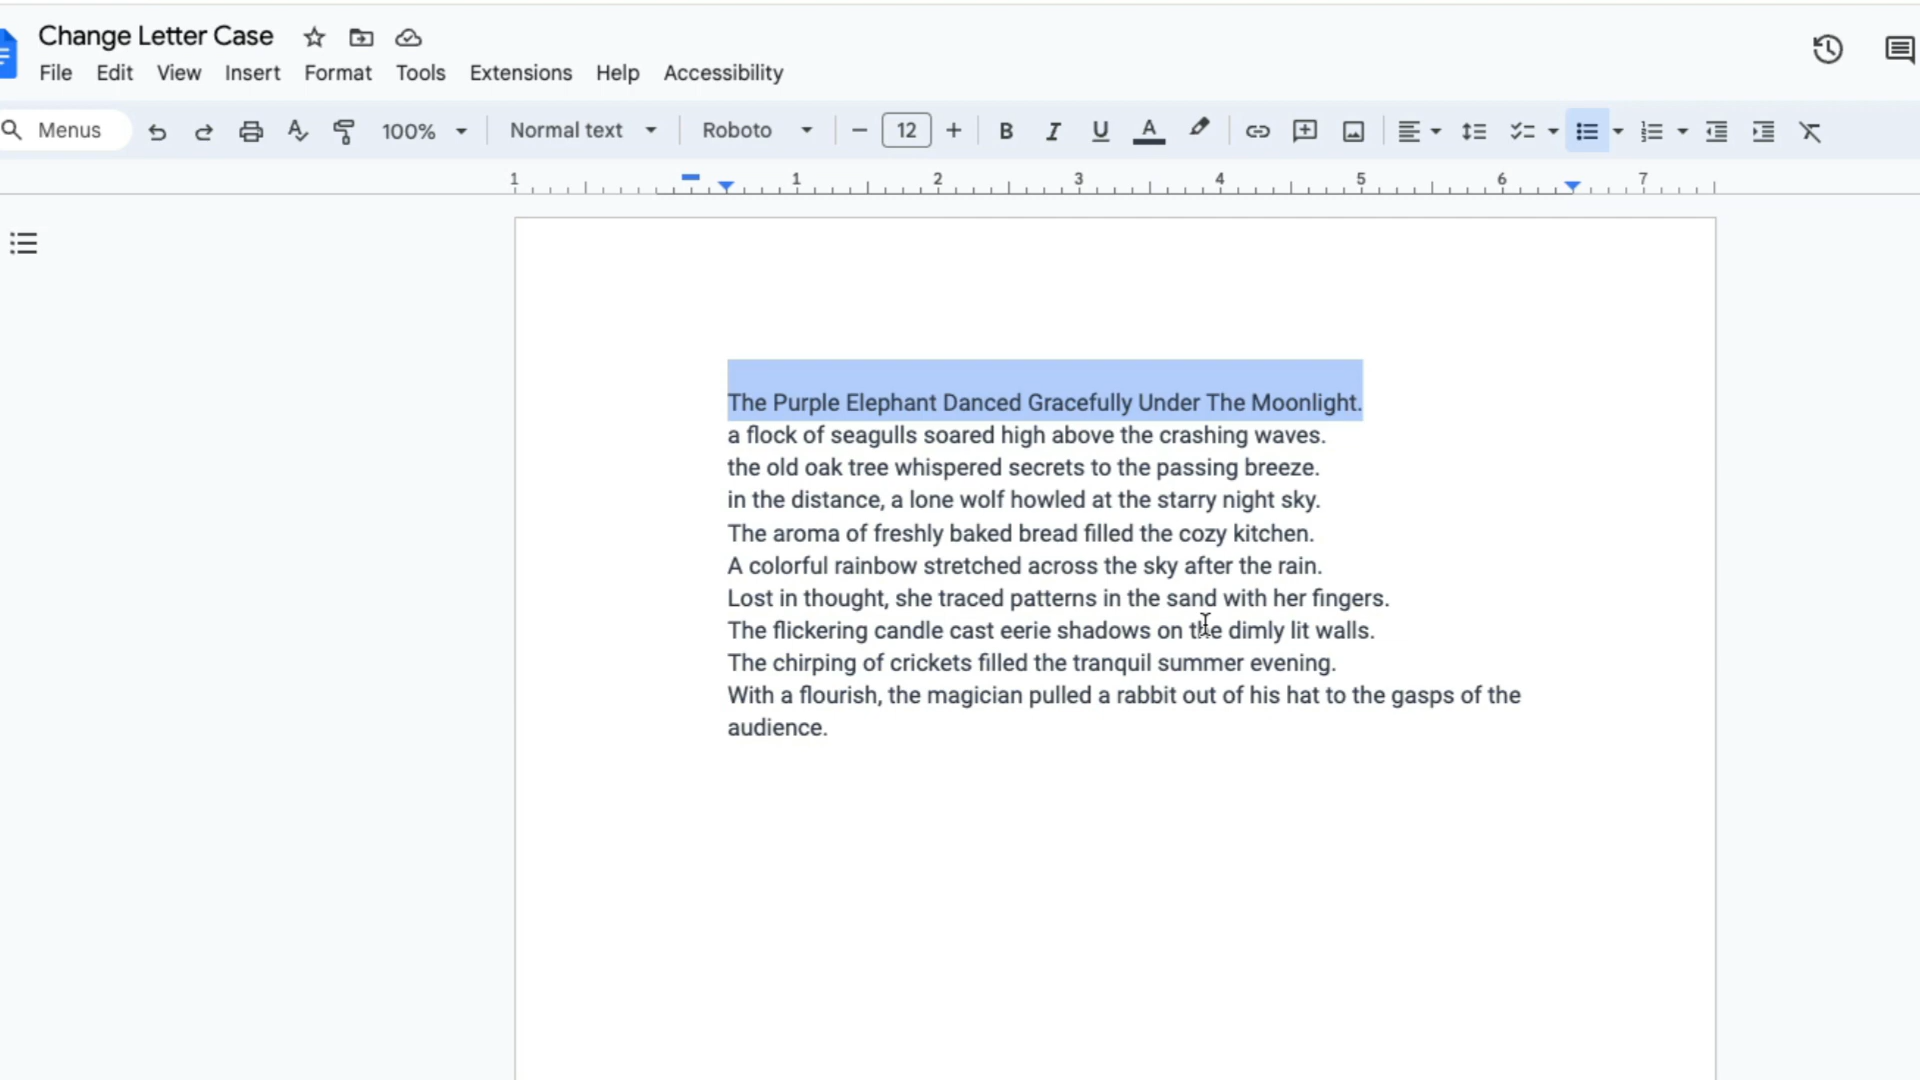 Change Letter Case
File Edit View Insert Format Tools Extensions Help Accessibility
Menus 100% Normal text Roboto 12 B I U A
1 1 2 3 4 5 6 7
The Purple Elephant Danced Gracefully Under The Moonlight.
a flock of seagulls soared high above the crashing waves.
the old oak tree whispered secrets to the passing breeze.
in the distance, a lone wolf howled at the starry night sky.
The aroma of freshly baked bread filled the cozy kitchen.
A colorful rainbow stretched across the sky after the rain.
Lost in thought, she traced patterns in the sand with her fingers.
The flickering candle cast eerie shadows on the dimly lit walls.
The chirping of crickets filled the tranquil summer evening.
With a flourish, the magician pulled a rabbit out of his hat to the gasps of the
audience.